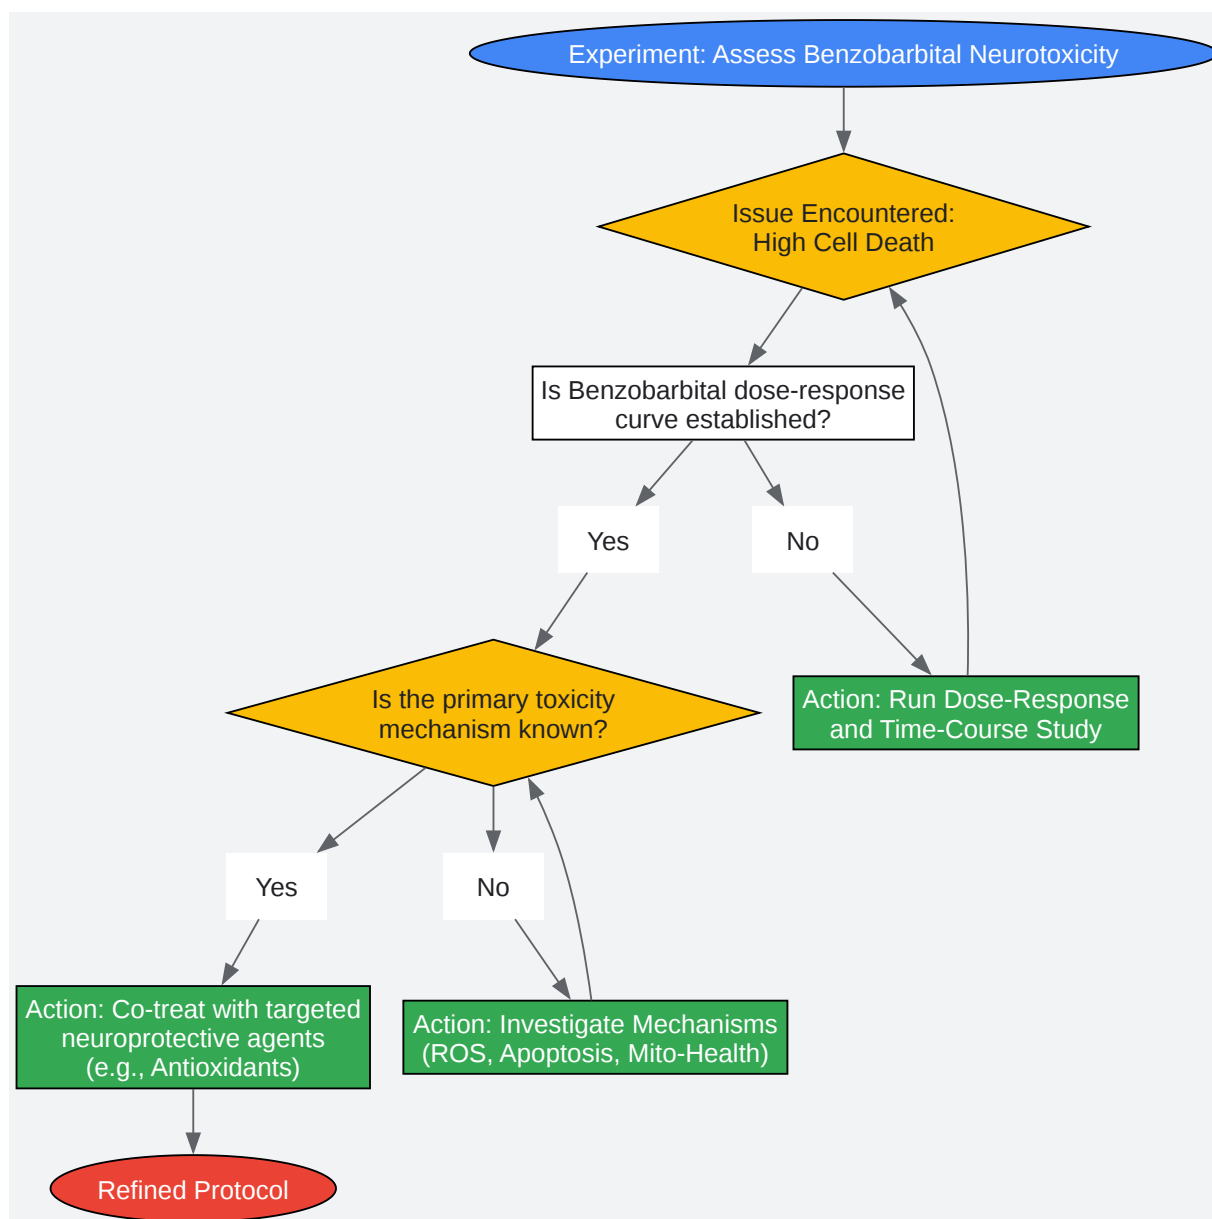 Experiment: Assess Benzobarbital Neurotoxicity
Issue Encountered:
High Cell Death
Is Benzobarbital dose-response
curve established?
Yes
No
Is the primary toxicity
mechanism known?
Action: Run Dose-Response
and Time-Course Study
Yes
No
Action: Co-treat with targeted
neuroprotective agents
(e.g., Antioxidants)
Action: Investigate Mechanisms
(ROS, Apoptosis, Mito-Health)
Refined Protocol